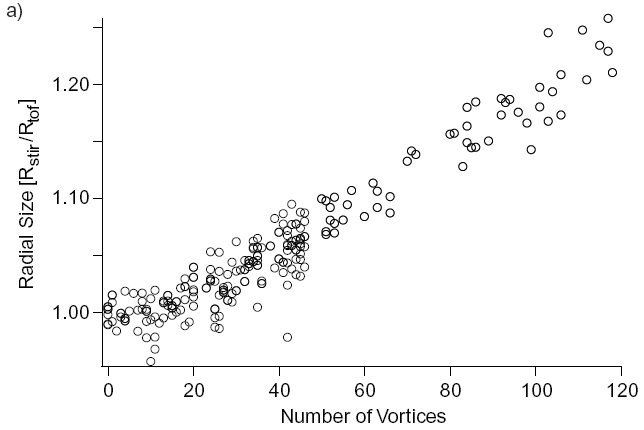 a)
Radial Size [Rstir/Rtof]
1.20
1.10
1.00
0 20 40 60 80 100 120
Number of Vortices